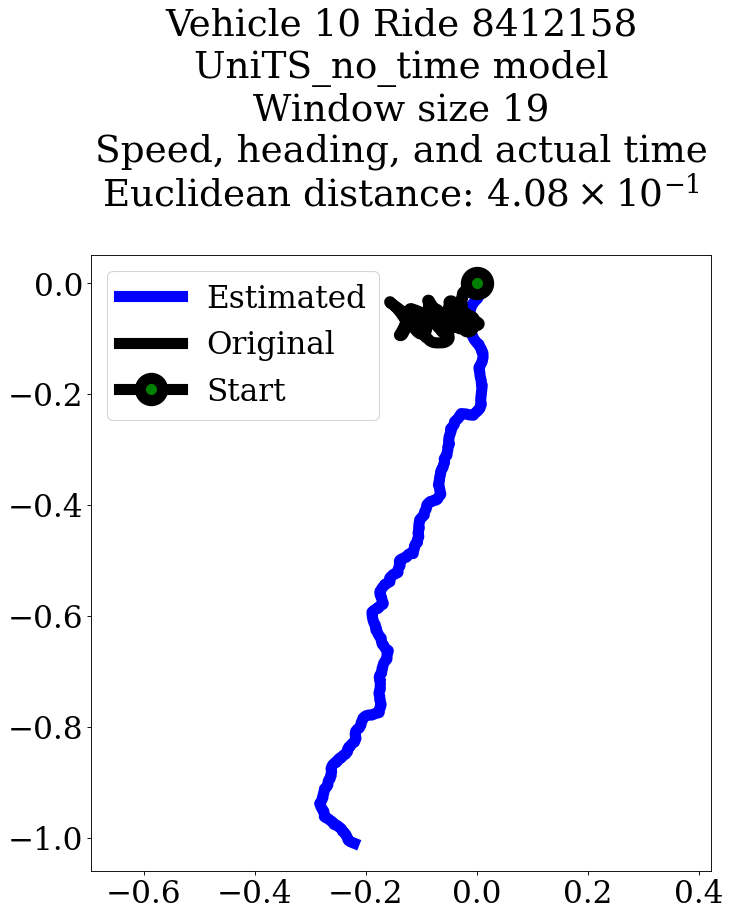 Vehicle 10 Ride 8412158
UniTS_no_time model
Window size 19
Speed, heading, and actual time
Euclidean distance: 4.08 × 10⁻¹
Estimated
Original
Start
0.0
−0.2
−0.4
−0.6
−0.8
−1.0
−0.6 −0.4 −0.2 0.0 0.2 0.4